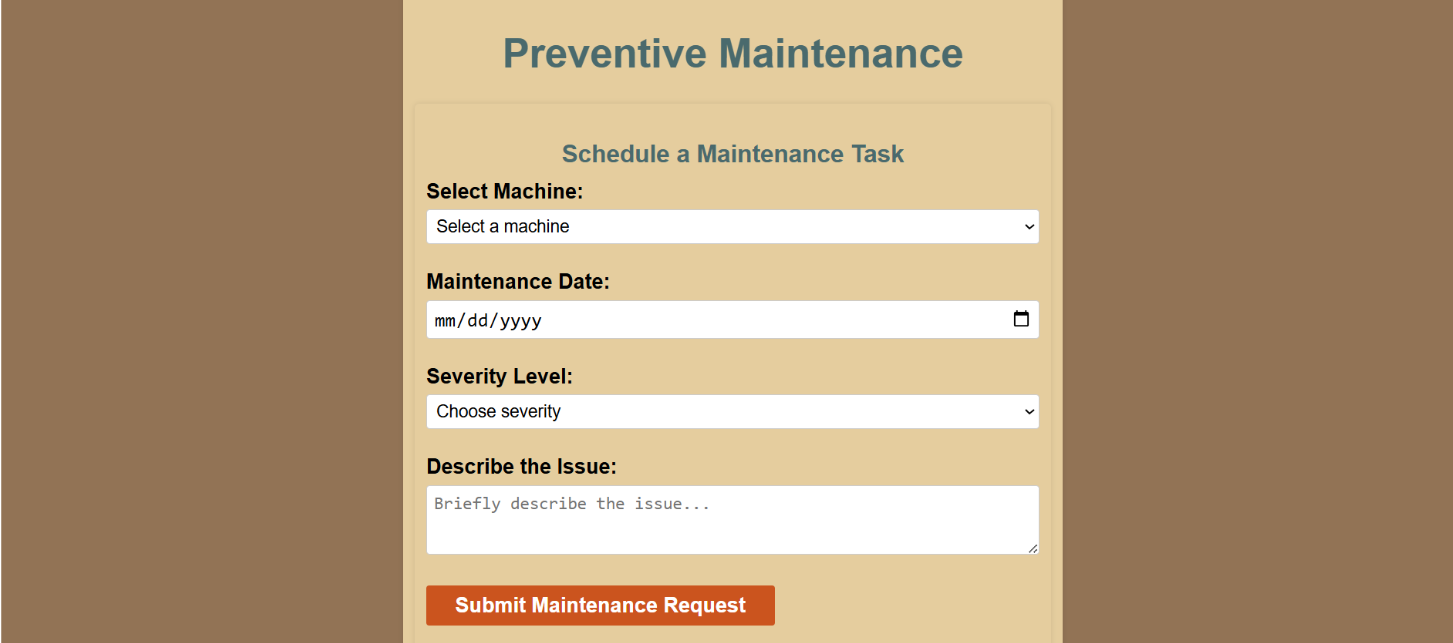 Preventive Maintenance
Schedule a Maintenance Task
Select Machine:
Select a machine
Maintenance Date:
mm/dd/yyyy
Severity Level:
Choose severity
Describe the Issue:
Briefly describe the issue...
Submit Maintenance Request